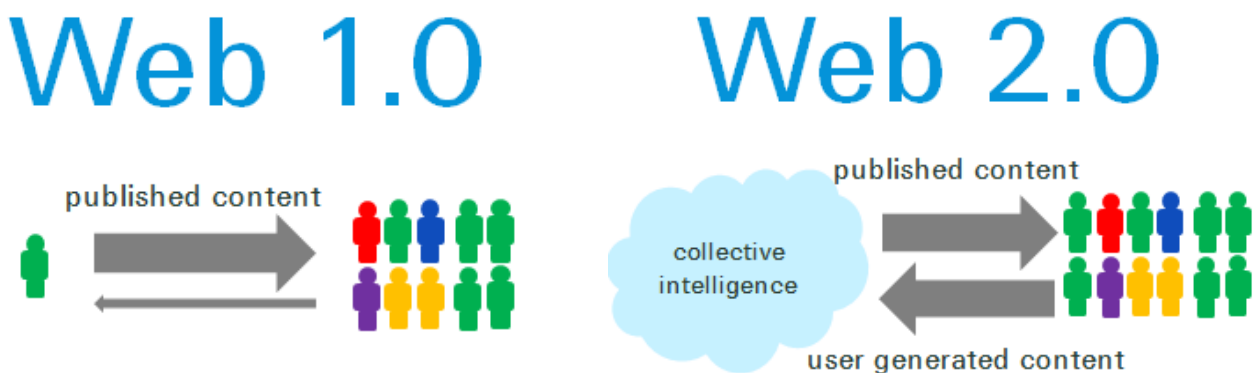 Web 1.0
Web 2.0
published content
published content
collective
intelligence
user generated content